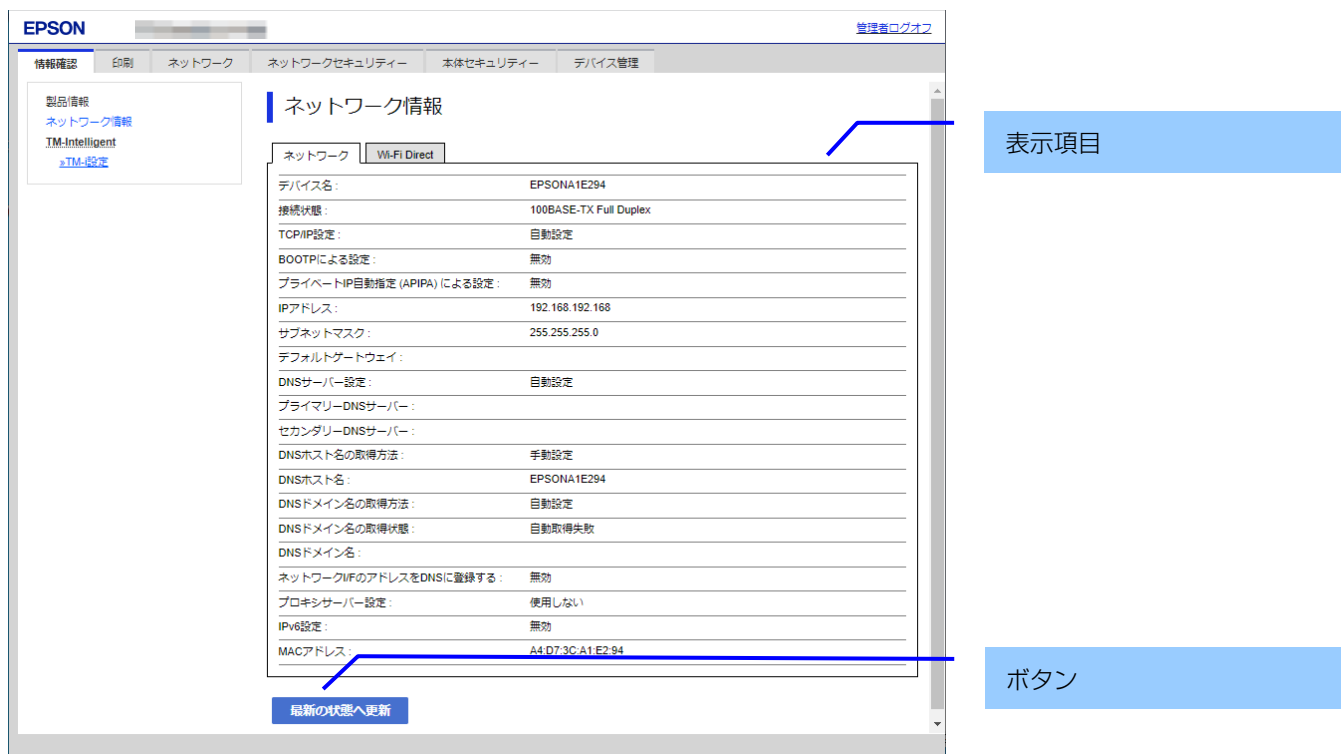 EPSON
管理者ログオフ
情報確認 印刷 ネットワーク ネットワークセキュリティー 本体セキュリティー デバイス管理
製品情報
ネットワーク情報
TM-Intelligent
»TM-i設定
ネットワーク情報
ネットワーク Wi-Fi Direct
デバイス名 : EPSONA1E294
接続状態 : 100BASE-TX Full Duplex
TCP/IP設定 : 自動設定
BOOTPによる設定 : 無効
プライベートIP自動指定 (APIPA) による設定 : 無効
IPアドレス : 192.168.192.168
サブネットマスク : 255.255.255.0
デフォルトゲートウェイ :
DNSサーバー設定 : 自動設定
プライマリーDNSサーバー :
セカンダリーDNSサーバー :
DNSホスト名の取得方法 : 手動設定
DNSホスト名 : EPSONA1E294
DNSドメイン名の取得方法 : 自動設定
DNSドメイン名の取得状態 : 自動取得失敗
DNSドメイン名 :
ネットワークI/FのアドレスをDNSに登録する : 無効
プロキシサーバー設定 : 使用しない
IPv6設定 : 無効
MACアドレス : A4:D7:3C:A1:E2:94
最新の状態へ更新
表示項目
ボタン